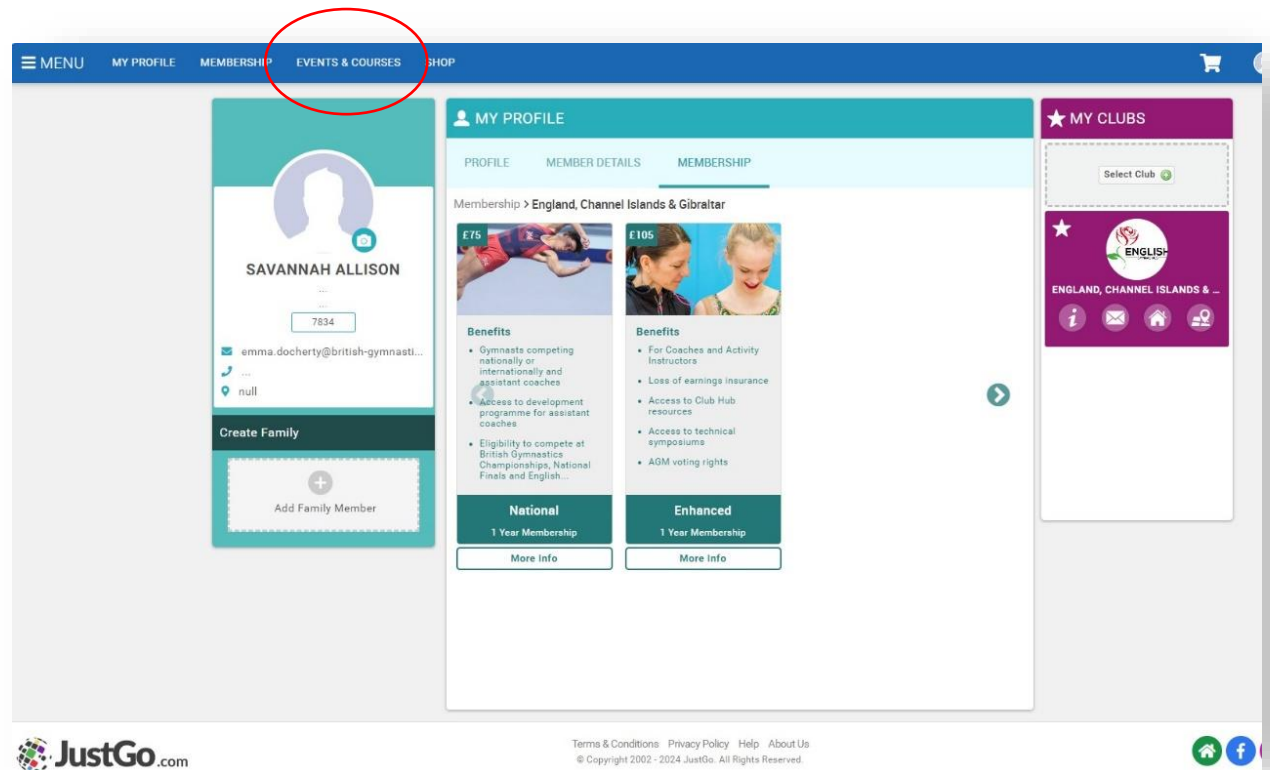 MENU MY PROFILE MEMBERSHIP EVENTS & COURSES SHOP
SAVANNAH ALLISON
...
...
7834
emma.docherty@british-gymnasti...
...
null
Create Family
Add Family Member
MY PROFILE
PROFILE MEMBER DETAILS MEMBERSHIP
Membership > England, Channel Islands & Gibraltar
£75
Benefits
• Gymnasts competing
nationally or
internationally and
assistant coaches
• Access to development
programme for assistant
coaches
• Eligibility to compete at
British Gymnastics
Championships, National
Finals and English...
National
1 Year Membership
More Info
£105
Benefits
• For Coaches and Activity
Instructors
• Loss of earnings insurance
• Access to Club Hub
resources
• Access to technical
symposiums
• AGM voting rights
Enhanced
1 Year Membership
More Info
MY CLUBS
Select Club
ENGLISH
ENGLAND, CHANNEL ISLANDS & ...
JustGo.com
Terms & Conditions Privacy Policy Help About Us
© Copyright 2002 - 2024 JustGo. All Rights Reserved.